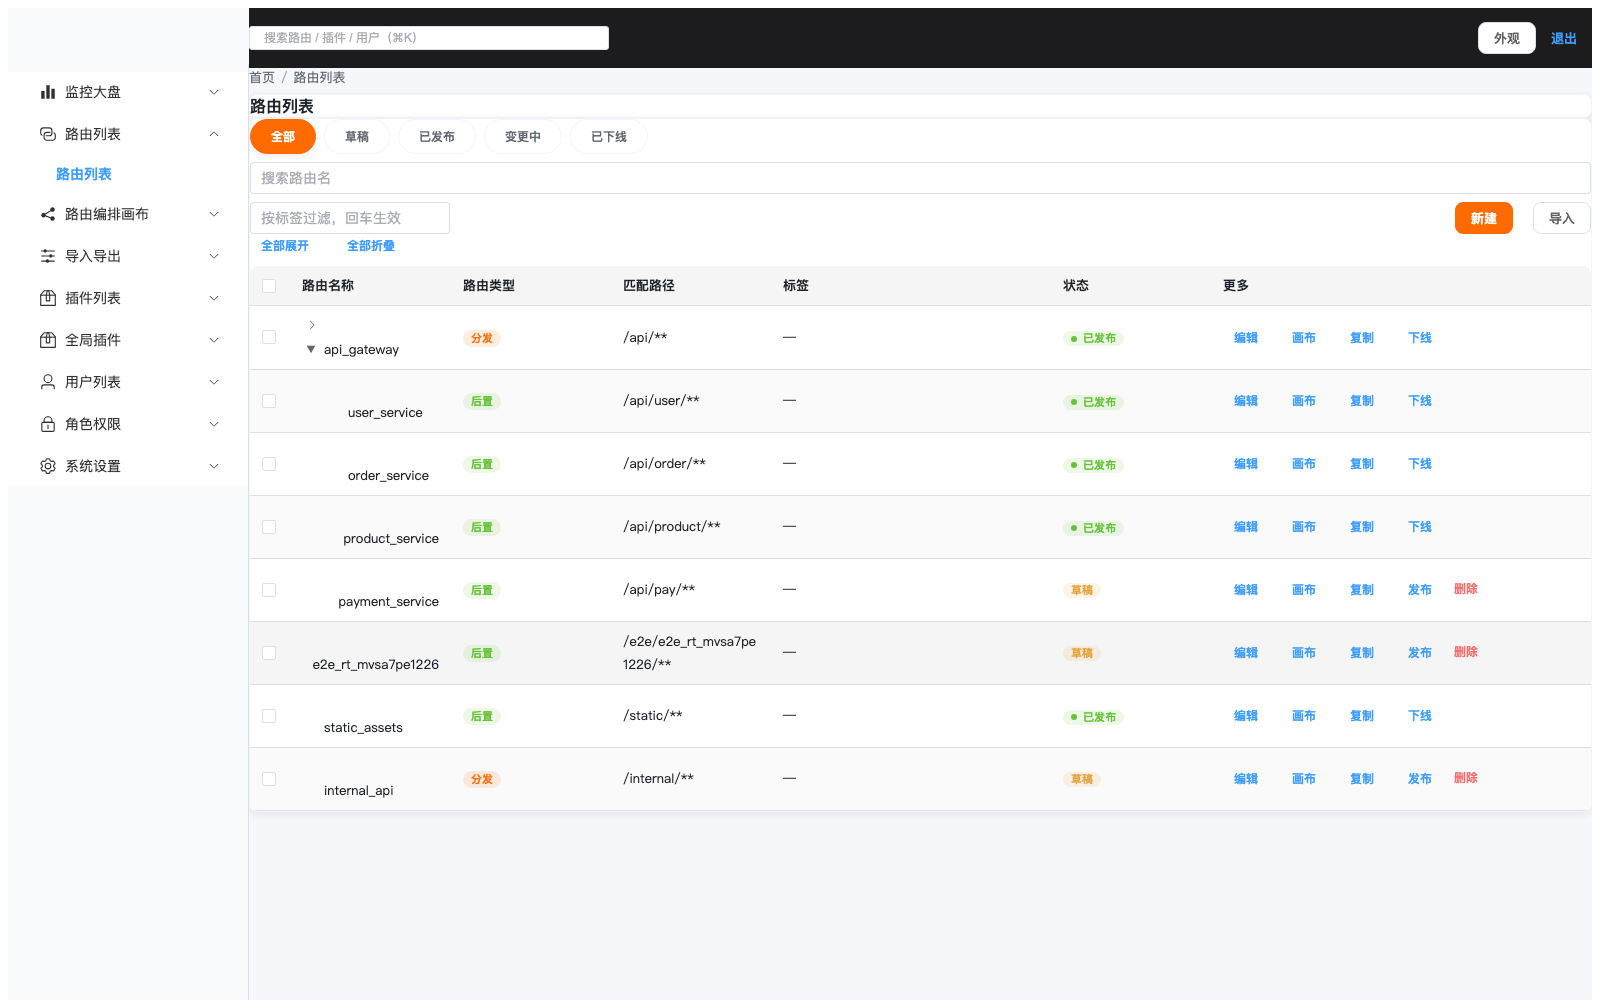 搜索路由 / 插件 / 用户（⌘K）
外观
退出
监控大盘
路由列表
路由列表
路由编排画布
导入导出
插件列表
全局插件
用户列表
角色权限
系统设置
首页 / 路由列表
路由列表
全部 草稿 已发布 变更中 已下线
搜索路由名
按标签过滤，回车生效
新建 导入
全部展开 全部折叠
路由名称 路由类型 匹配路径 标签 状态 更多
api_gateway 分发 /api/** — 已发布 编辑 画布 复制 下线
user_service 后置 /api/user/** — 已发布 编辑 画布 复制 下线
order_service 后置 /api/order/** — 已发布 编辑 画布 复制 下线
product_service 后置 /api/product/** — 已发布 编辑 画布 复制 下线
payment_service 后置 /api/pay/** — 草稿 编辑 画布 复制 发布 删除
e2e_rt_mvsa7pe1226 后置 /e2e/e2e_rt_mvsa7pe
1226/** — 草稿 编辑 画布 复制 发布 删除
static_assets 后置 /static/** — 已发布 编辑 画布 复制 下线
internal_api 分发 /internal/** — 草稿 编辑 画布 复制 发布 删除